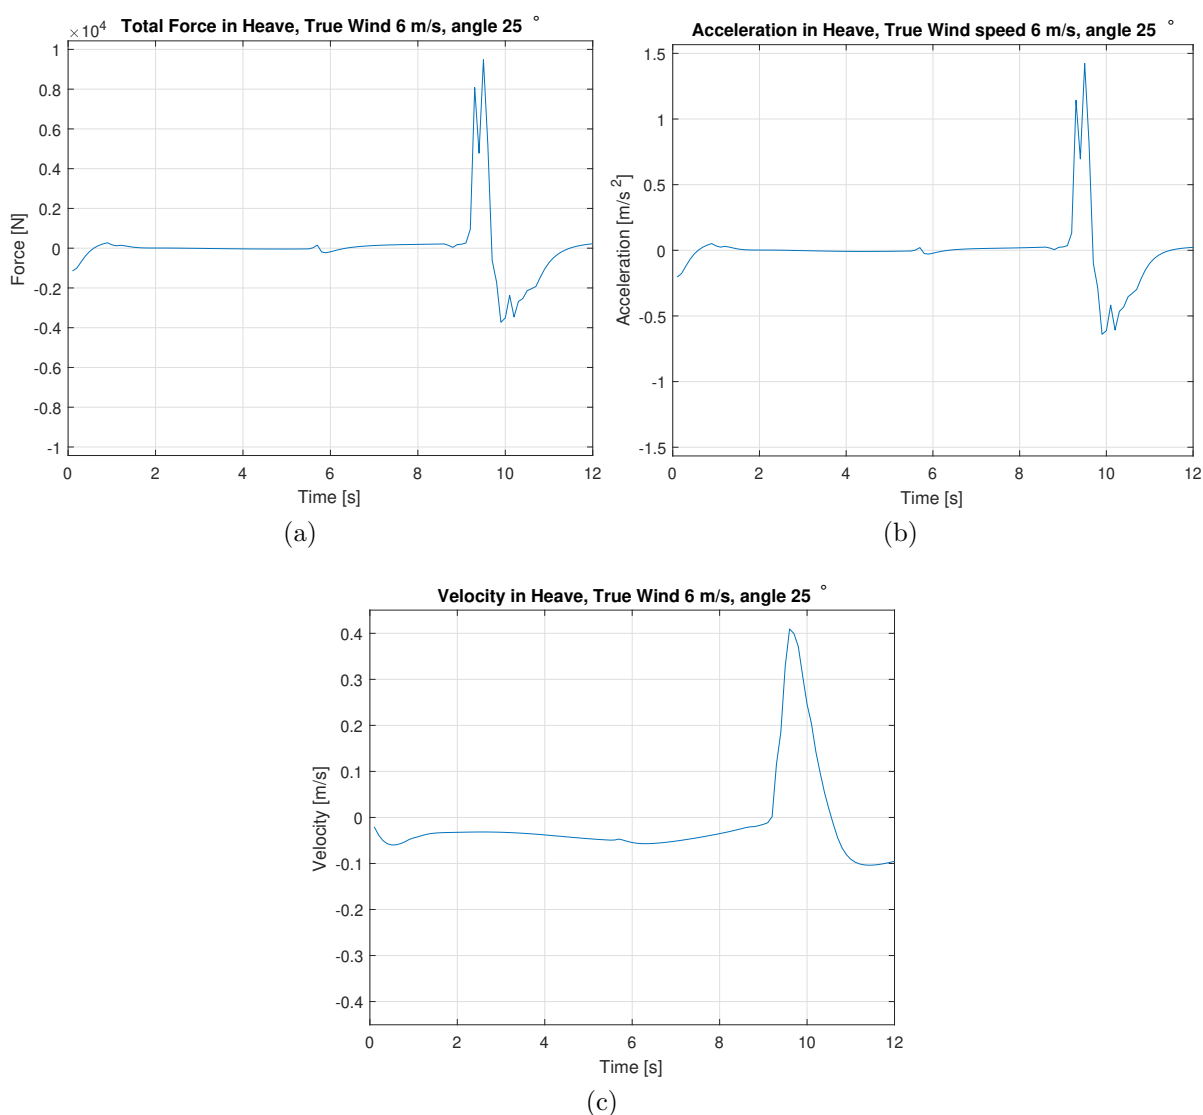 Total Force in Heave, True Wind 6 m/s, angle 25 °
×10⁴
1
0.8
0.6
0.4
0.2
0
-0.2
-0.4
-0.6
-0.8
-1
Force [N]
0 2 4 6 8 10 12
Time [s]
(a)
Acceleration in Heave, True Wind speed 6 m/s, angle 25 °
1.5
1
0.5
0
-0.5
-1
-1.5
Acceleration [m/s ²]
0 2 4 6 8 10 12
Time [s]
(b)
Velocity in Heave, True Wind 6 m/s, angle 25 °
0.4
0.3
0.2
0.1
0
-0.1
-0.2
-0.3
-0.4
Velocity [m/s]
0 2 4 6 8 10 12
Time [s]
(c)